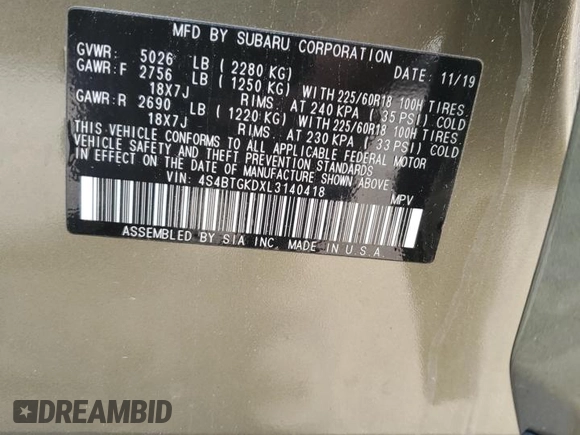 MFD BY SUBARU CORPORATION
GVWR: 5026 LB (2280 KG) DATE: 11/19
GAWR:F 2756 LB (1250 KG) WITH 225/60R18 100H TIRES
18X7J RIMS. AT 240 KPA ( 35 PSI) COLD
GAWR:R 2690 LB (1220 KG) WITH 225/60R18 100H TIRES
18X7J RIMS. AT 230 KPA ( 33 PSI) COLD
THIS VEHICLE CONFORMS TO ALL APPLICABLE FEDERAL MOTOR
VEHICLE SAFETY AND THEFT PREVENTION STANDARDS
IN EFFECT ON THE DATE OF MANUFACTURE SHOWN ABOVE.
VIN: 4S4BTGKDXL3140418 MPV
ASSEMBLED BY SIA INC. MADE IN U.S.A.
DREAMBID